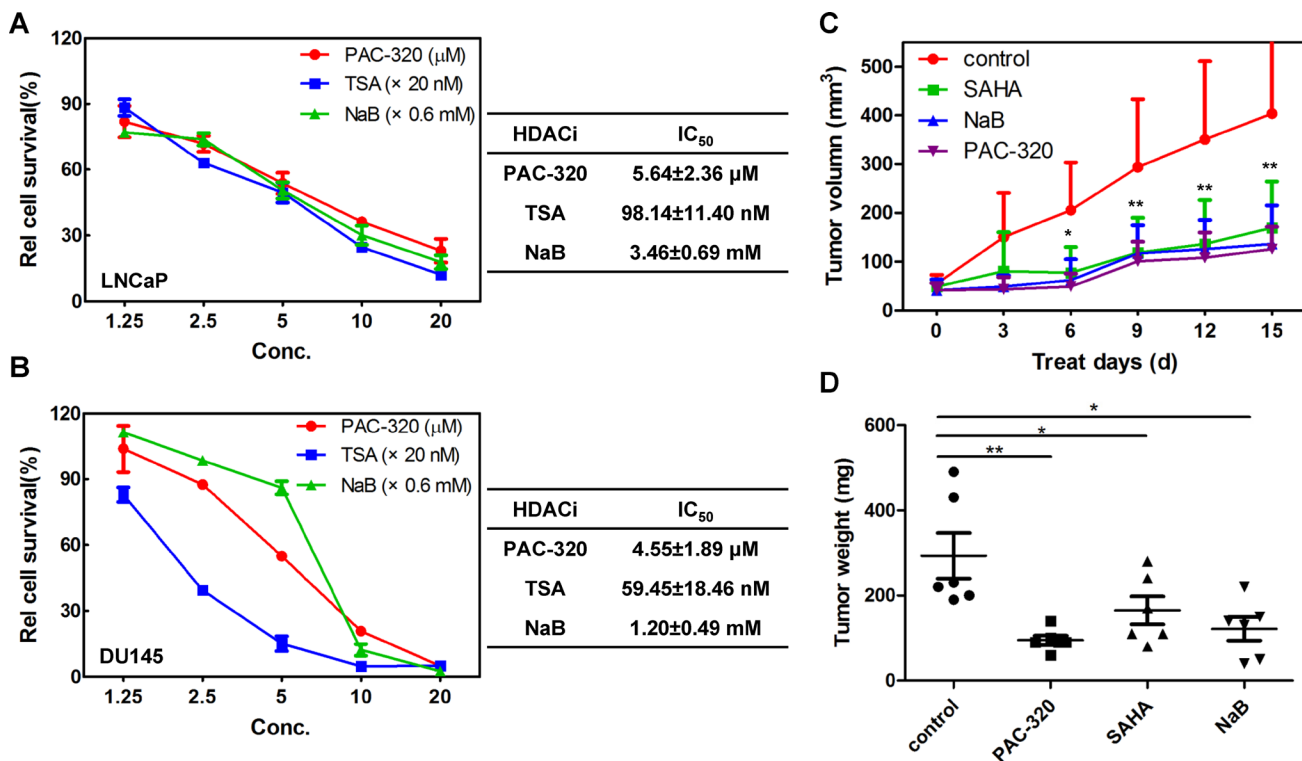 A
120
90
60
30
0
Rel cell survival(%)
PAC-320 (μM)
TSA (× 20 nM)
NaB (× 0.6 mM)
LNCaP
1.25 2.5 5 10 20
Conc.
HDACi IC50
PAC-320 5.64±2.36 μM
TSA 98.14±11.40 nM
NaB 3.46±0.69 mM
B
120
90
60
30
0
Rel cell survival(%)
PAC-320 (μM)
TSA (× 20 nM)
NaB (× 0.6 mM)
DU145
1.25 2.5 5 10 20
Conc.
HDACi IC50
PAC-320 4.55±1.89 μM
TSA 59.45±18.46 nM
NaB 1.20±0.49 mM
C
500
400
300
200
100
0
Tumor volumn (mm3)
control
SAHA
NaB
PAC-320
* ** ** **
0 3 6 9 12 15
Treat days (d)
D
600
400
200
0
Tumor weight (mg)
*
*
**
control PAC-320 SAHA NaB